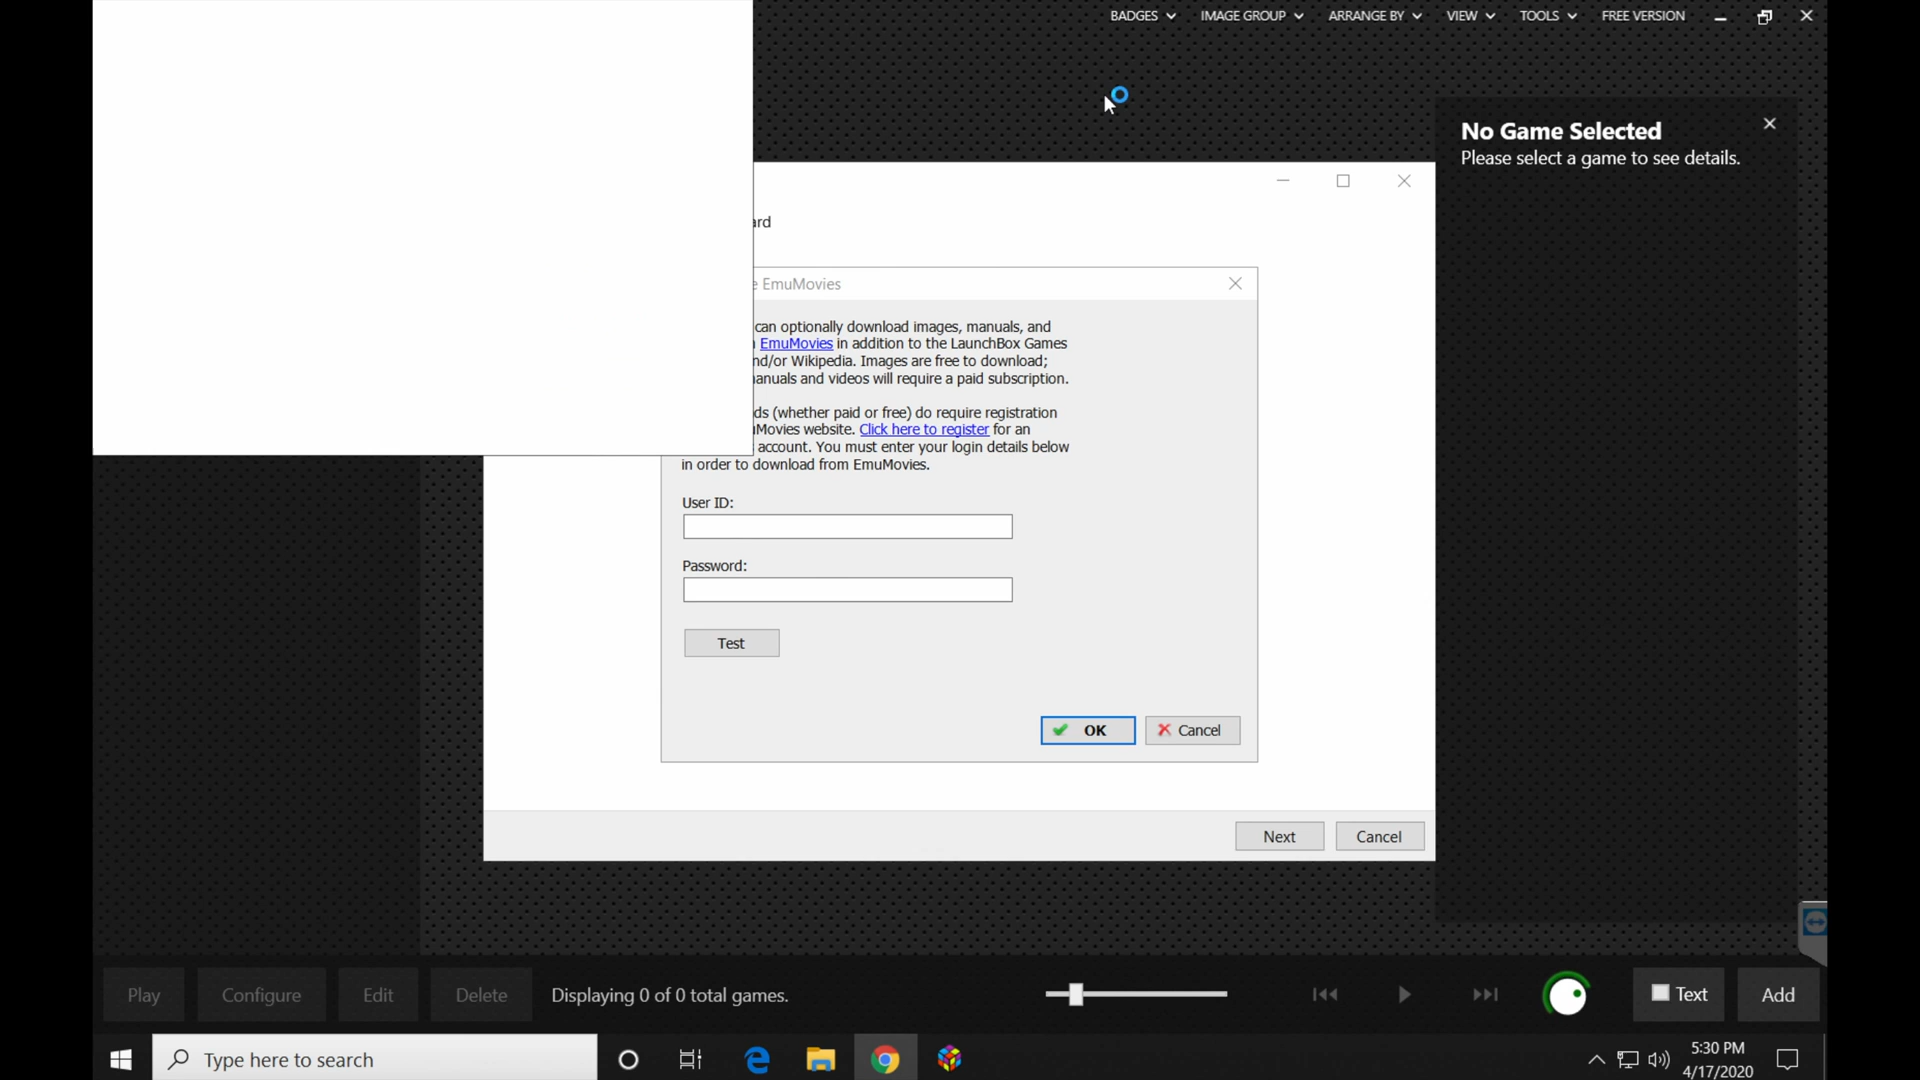 BADGES IMAGE GROUP ARRANGE BY VIEW TOOLS FREE VERSION
No Game Selected
Please select a game to see details.
EmuMovies
can optionally download images, manuals, and
EmuMovies in addition to the LaunchBox Games
and/or Wikipedia. Images are free to download;
manuals and videos will require a paid subscription.
(whether paid or free) do require registration
website. Click here to register for an
account. You must enter your login details below
in order to download from EmuMovies.
User ID:
Password:
Test
OK Cancel
Next Cancel
Play Configure Edit Delete Displaying 0 of 0 total games. Text Add
Type here to search
5:30 PM
4/17/2020